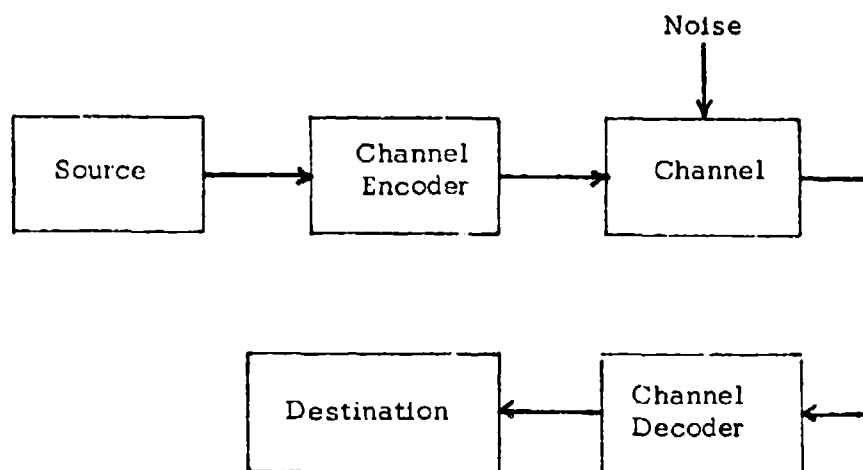 Noise
Source
Channel
Encoder
Channel
Destination
Channel
Decoder